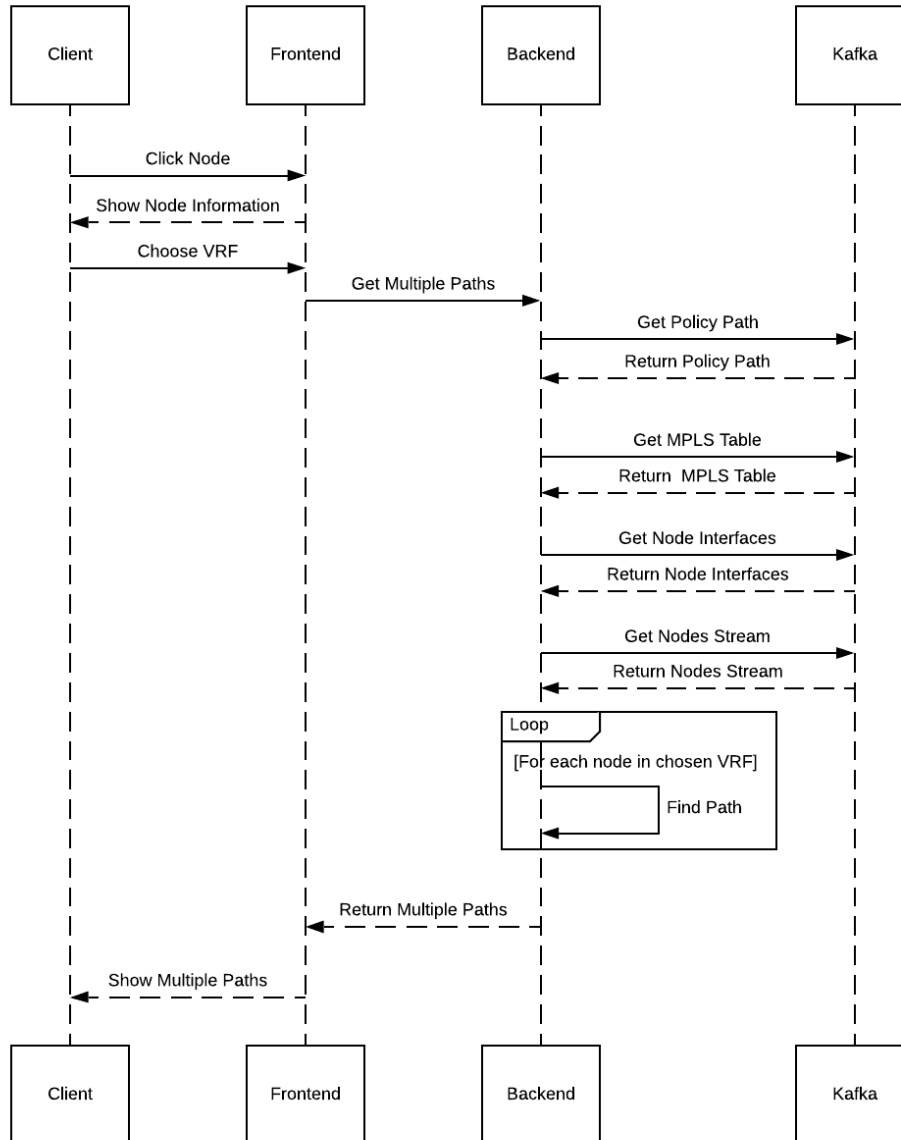 Client
Frontend
Backend
Kafka
Click Node
Show Node Information
Choose VRF
Get Multiple Paths
Get Policy Path
Return Policy Path
Get MPLS Table
Return  MPLS Table
Get Node Interfaces
Return Node Interfaces
Get Nodes Stream
Return Nodes Stream
Loop
[For each node in chosen VRF]
Find Path
Return Multiple Paths
Show Multiple Paths
Client
Frontend
Backend
Kafka